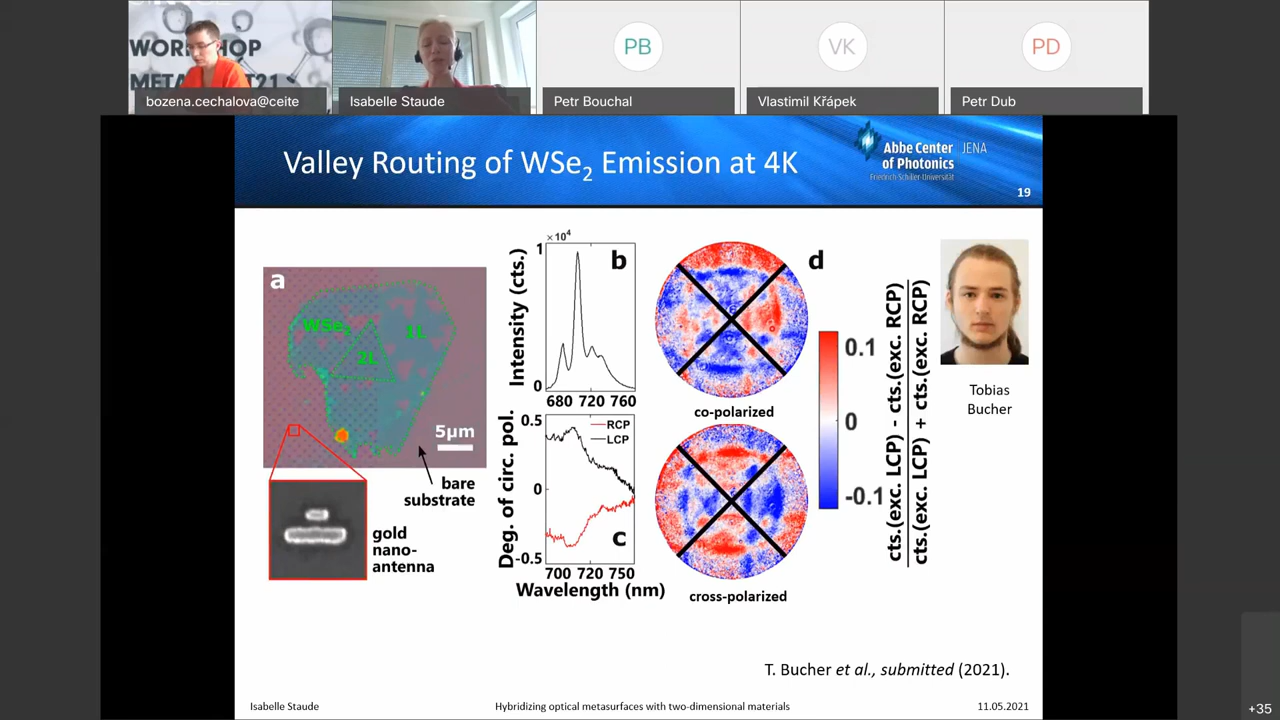 WORKSHOP
bozena.cechalova@ceite
Isabelle Staude
PB
Petr Bouchal
VK
Vlastimil Křápek
PD
Petr Dub
Valley Routing of WSe2 Emission at 4K
Abbe Center
of Photonics
JENA
Friedrich-Schiller-Universität
19
a
WSe2
1L
2L
5µm
bare
substrate
gold
nano-
antenna
× 10^4
1
b
Intensity (cts.)
0
680 720 760
0.5
RCP
LCP
Deg. of circ. pol.
0
c
-0.5
700 720 750
Wavelength (nm)
d
co-polarized
cross-polarized
0.1
0
-0.1
cts.(exc. LCP) - cts.(exc. RCP)
cts.(exc. LCP) + cts.(exc. RCP)
Tobias
Bucher
T. Bucher et al., submitted (2021).
Isabelle Staude
Hybridizing optical metasurfaces with two-dimensional materials
11.05.2021
+35